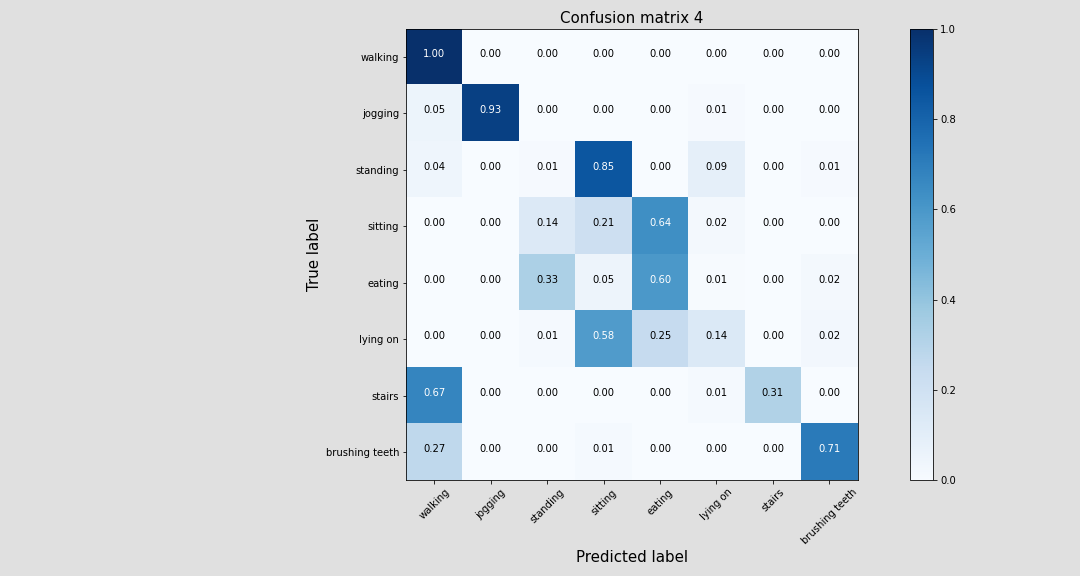 Confusion matrix 4
walking 1.00 0.00 0.00 0.00 0.00 0.00 0.00 0.00
jogging 0.05 0.93 0.00 0.00 0.00 0.01 0.00 0.00
standing 0.04 0.00 0.01 0.85 0.00 0.09 0.00 0.01
sitting 0.00 0.00 0.14 0.21 0.64 0.02 0.00 0.00
eating 0.00 0.00 0.33 0.05 0.60 0.01 0.00 0.02
lying on 0.00 0.00 0.01 0.58 0.25 0.14 0.00 0.02
stairs 0.67 0.00 0.00 0.00 0.00 0.01 0.31 0.00
brushing teeth 0.27 0.00 0.00 0.01 0.00 0.00 0.00 0.71
walking jogging standing sitting eating lying on stairs brushing teeth
True label
Predicted label
1.0
0.8
0.6
0.4
0.2
0.0